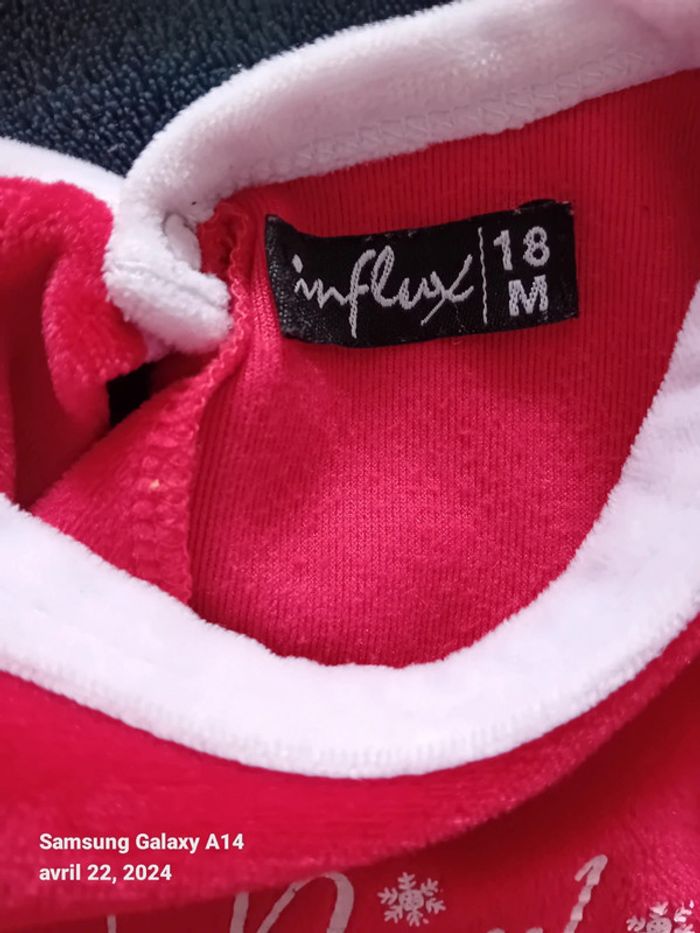 influx 18
M
Samsung Galaxy A14
avril 22, 2024